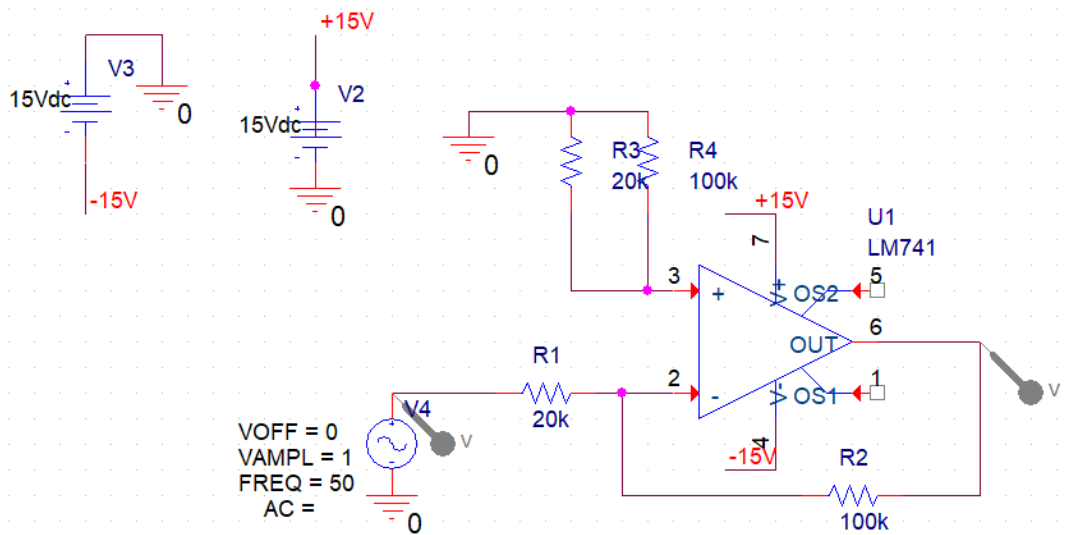 +15V
V3
15Vdc
0
-15V
V2
15Vdc
0
0
R3
20k
R4
100k
+15V
U1
LM741
7
3
+
V+
OS2
5
OUT
6
2
-
V-
OS1
1
4
-15V
R1
20k
V4
V
V
VOFF = 0
VAMPL = 1
FREQ = 50
AC =
0
R2
100k